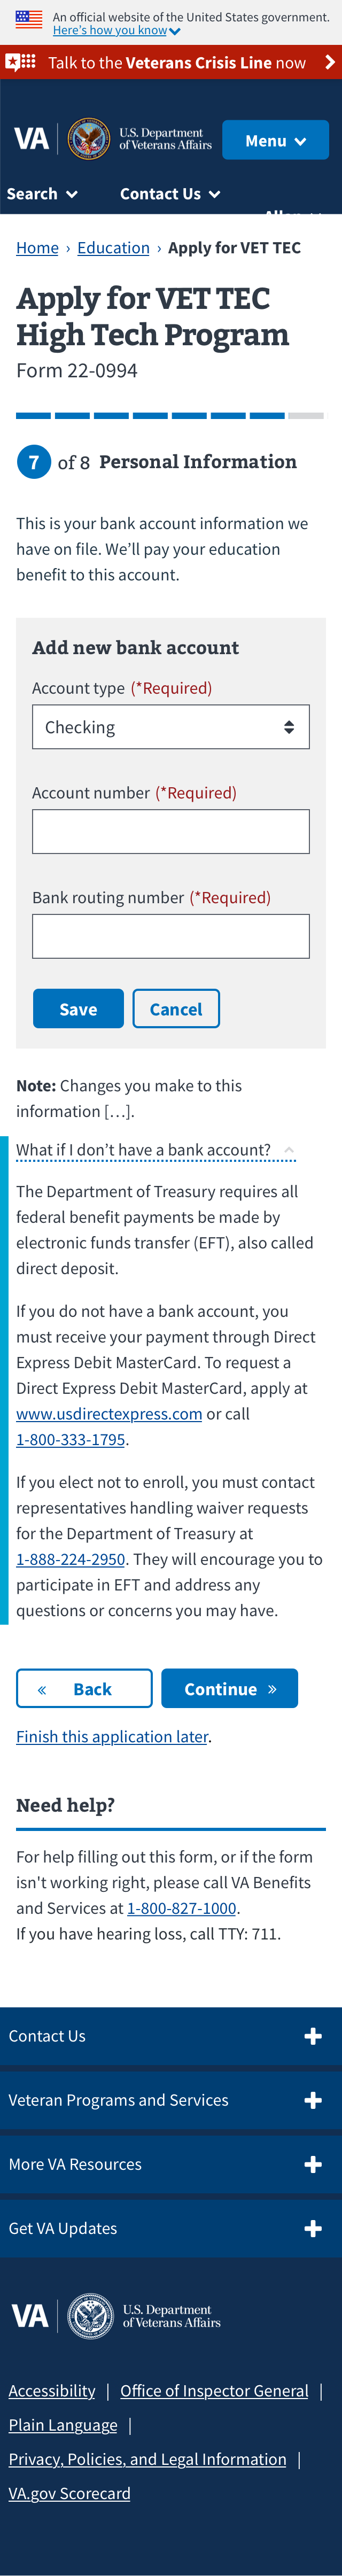 An official website of the United States government.
Here's how you know
Talk to the Veterans Crisis Line now
VA
U.S. Department
of Veterans Affairs
Menu
Search
Contact Us
Home › Education › Apply for VET TEC
Apply for VET TEC
High Tech Program
Form 22-0994
7 of 8 Personal Information
This is your bank account information we
have on file. We'll pay your education
benefit to this account.
Add new bank account
Account type (*Required)
Checking
Account number (*Required)
Bank routing number (*Required)
Save
Cancel
Note: Changes you make to this
information […].
What if I don't have a bank account?
The Department of Treasury requires all
federal benefit payments be made by
electronic funds transfer (EFT), also called
direct deposit.
If you do not have a bank account, you
must receive your payment through Direct
Express Debit MasterCard. To request a
Direct Express Debit MasterCard, apply at
www.usdirectexpress.com or call
1-800-333-1795.
If you elect not to enroll, you must contact
representatives handling waiver requests
for the Department of Treasury at
1-888-224-2950. They will encourage you to
participate in EFT and address any
questions or concerns you may have.
« Back
Continue »
Finish this application later.
Need help?
For help filling out this form, or if the form
isn't working right, please call VA Benefits
and Services at 1-800-827-1000.
If you have hearing loss, call TTY: 711.
Contact Us
Veteran Programs and Services
More VA Resources
Get VA Updates
VA
U.S. Department
of Veterans Affairs
Accessibility | Office of Inspector General |
Plain Language |
Privacy, Policies, and Legal Information |
VA.gov Scorecard